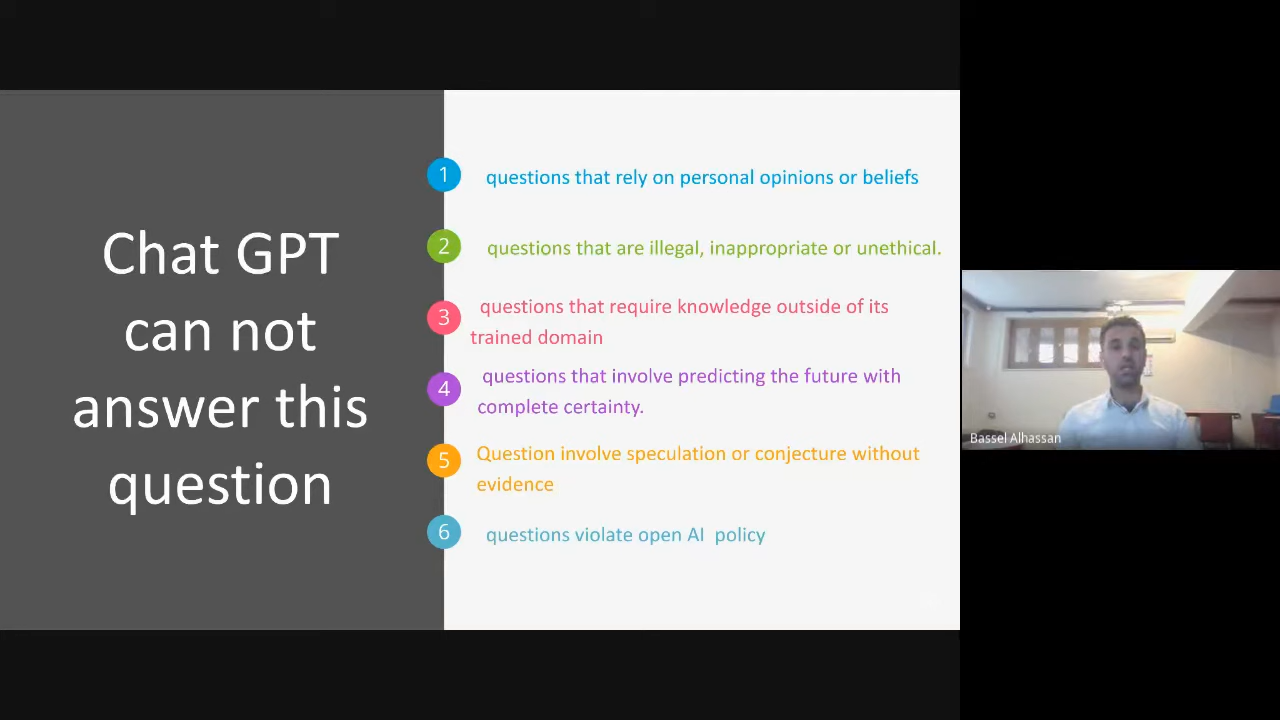 Chat GPT
can not
answer this
question
1
questions that rely on personal opinions or beliefs
2
questions that are illegal, inappropriate or unethical.
3
questions that require knowledge outside of its
trained domain
4
questions that involve predicting the future with
complete certainty.
5
Question involve speculation or conjecture without
evidence
6
questions violate open AI  policy
Bassel Alhassan